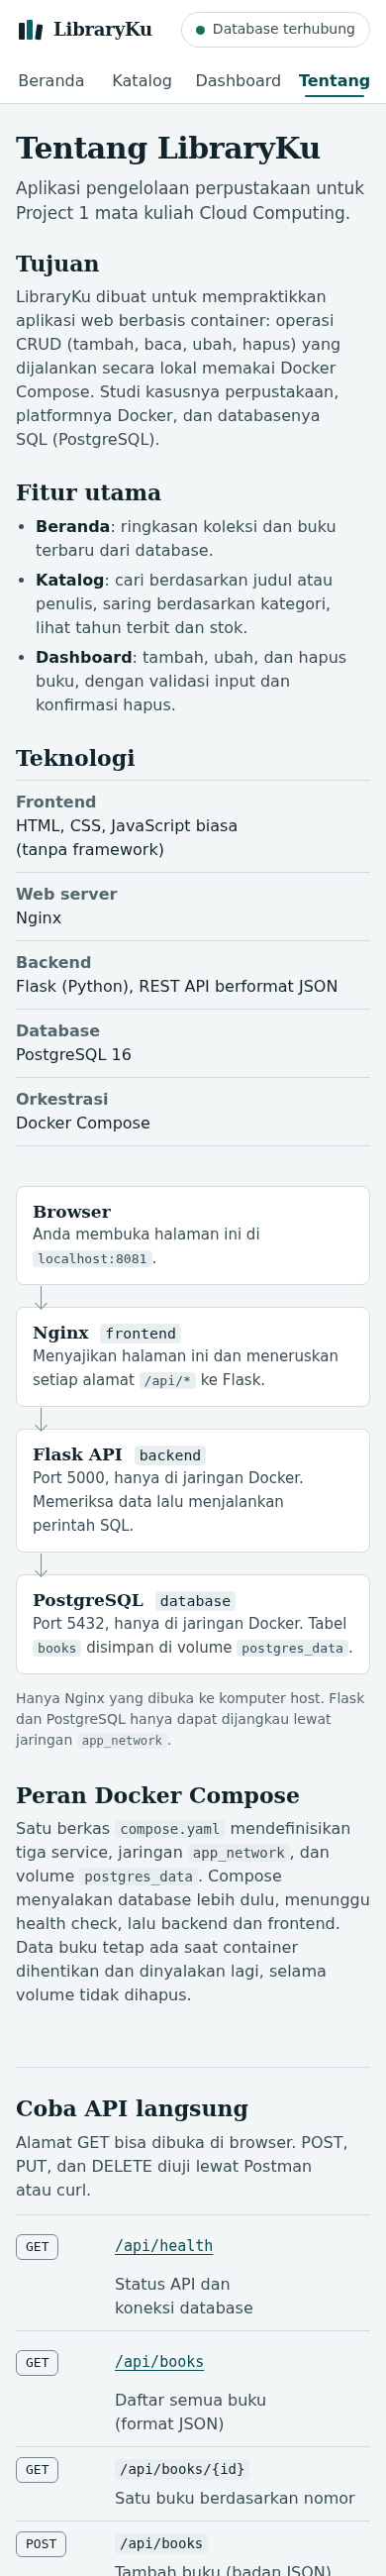 LibraryKu
Database terhubung
Beranda Katalog Dashboard Tentang
Tentang LibraryKu
Aplikasi pengelolaan perpustakaan untuk
Project 1 mata kuliah Cloud Computing.
Tujuan
LibraryKu dibuat untuk mempraktikkan
aplikasi web berbasis container: operasi
CRUD (tambah, baca, ubah, hapus) yang
dijalankan secara lokal memakai Docker
Compose. Studi kasusnya perpustakaan,
platformnya Docker, dan databasenya
SQL (PostgreSQL).
Fitur utama
• Beranda: ringkasan koleksi dan buku
terbaru dari database.
• Katalog: cari berdasarkan judul atau
penulis, saring berdasarkan kategori,
lihat tahun terbit dan stok.
• Dashboard: tambah, ubah, dan hapus
buku, dengan validasi input dan
konfirmasi hapus.
Teknologi
Frontend
HTML, CSS, JavaScript biasa
(tanpa framework)
Web server
Nginx
Backend
Flask (Python), REST API berformat JSON
Database
PostgreSQL 16
Orkestrasi
Docker Compose
Browser
Anda membuka halaman ini di
localhost:8081.
Nginx frontend
Menyajikan halaman ini dan meneruskan
setiap alamat /api/* ke Flask.
Flask API backend
Port 5000, hanya di jaringan Docker.
Memeriksa data lalu menjalankan
perintah SQL.
PostgreSQL database
Port 5432, hanya di jaringan Docker. Tabel
books disimpan di volume postgres_data.
Hanya Nginx yang dibuka ke komputer host. Flask
dan PostgreSQL hanya dapat dijangkau lewat
jaringan app_network.
Peran Docker Compose
Satu berkas compose.yaml mendefinisikan
tiga service, jaringan app_network, dan
volume postgres_data. Compose
menyalakan database lebih dulu, menunggu
health check, lalu backend dan frontend.
Data buku tetap ada saat container
dihentikan dan dinyalakan lagi, selama
volume tidak dihapus.
Coba API langsung
Alamat GET bisa dibuka di browser. POST,
PUT, dan DELETE diuji lewat Postman
atau curl.
GET /api/health
Status API dan
koneksi database
GET /api/books
Daftar semua buku
(format JSON)
GET /api/books/{id}
Satu buku berdasarkan nomor
POST /api/books
Tambah buku (badan JSON)